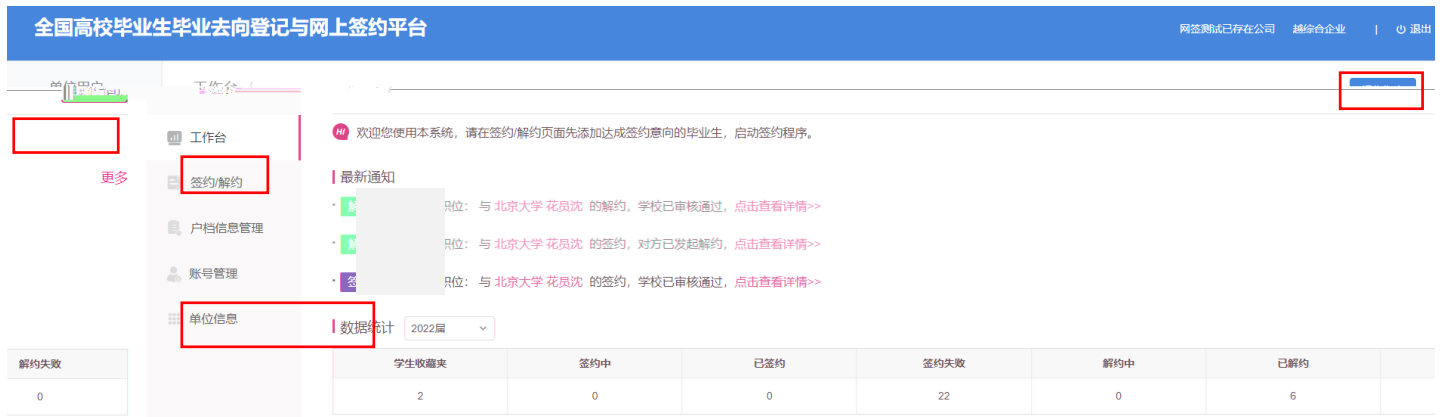 全国高校毕业生毕业去向登记与网上签约平台
网签测试已存在公司 越综合企业 | 退出
单位用户 工作台
工作台
签约/解约
户档信息管理
账号管理
单位信息
更多
Hi 欢迎您使用本系统，请在签约/解约页面先添加达成签约意向的毕业生，启动签约程序。
最新通知
职位： 与 北京大学 花员沈 的解约，学校已审核通过，点击查看详情>>
职位： 与 北京大学 花员沈 的签约，对方已发起解约，点击查看详情>>
职位： 与 北京大学 花员沈 的签约，学校已审核通过，点击查看详情>>
数据统计 2022届
解约失败 学生收藏夹 签约中 已签约 签约失败 解约中 已解约
0 2 0 0 22 0 6